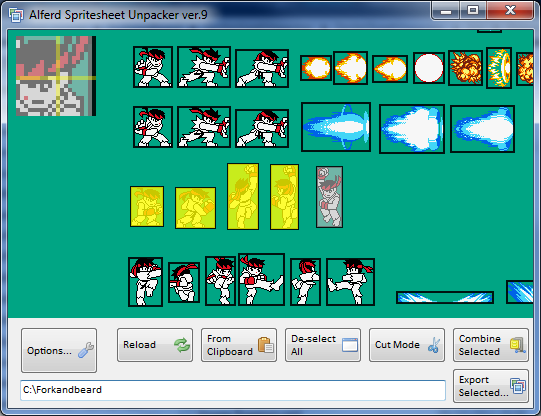 Alferd Spritesheet Unpacker ver.9
Options...
Reload
From
Clipboard
De-select
All
Cut Mode
Combine
Selected
C:\Forkandbeard
Export
Selected...